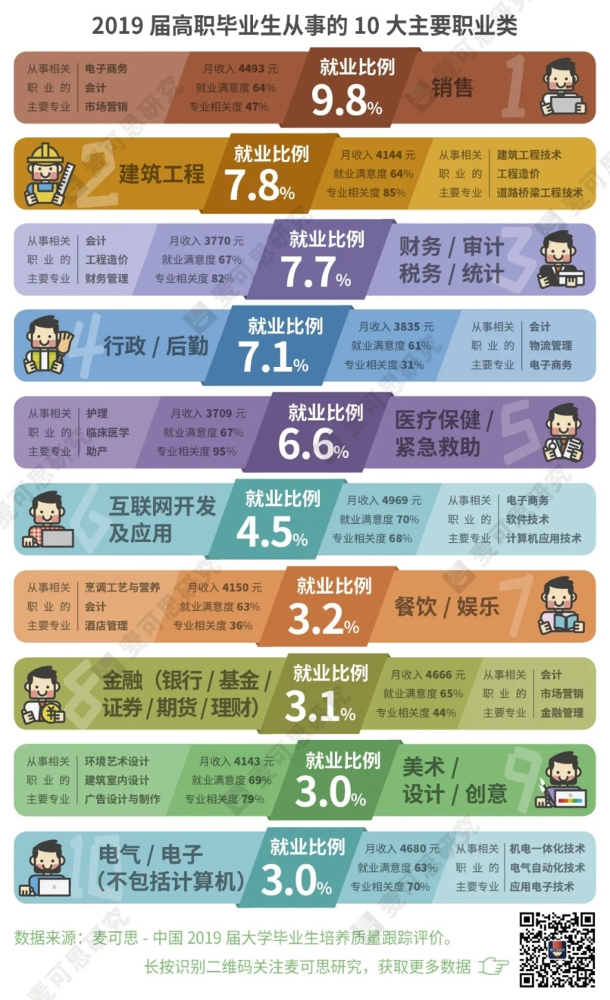 2019 届高职毕业生从事的 10 大主要职业类
从事相关 电子商务
职业的 会计
主要专业 市场营销
月收入 4493 元
就业满意度 64%
专业相关度 47%
就业比例
9.8%
销售
1
2
建筑工程
就业比例
7.8%
月收入 4144 元
就业满意度 64%
专业相关度 85%
从事相关 建筑工程技术
职业的 工程造价
主要专业 道路桥梁工程技术
从事相关 会计
职业的 工程造价
主要专业 财务管理
月收入 3770 元
就业满意度 67%
专业相关度 82%
就业比例
7.7%
财务 / 审计
税务 / 统计
3
4
行政 / 后勤
就业比例
7.1%
月收入 3835 元
就业满意度 61%
专业相关度 31%
从事相关 会计
职业的 物流管理
主要专业 电子商务
从事相关 护理
职业的 临床医学
主要专业 助产
月收入 3709 元
就业满意度 67%
专业相关度 95%
就业比例
6.6%
医疗保健 /
紧急救助
5
6
互联网开发
及应用
就业比例
4.5%
月收入 4969 元
就业满意度 70%
专业相关度 68%
从事相关 电子商务
职业的 软件技术
主要专业 计算机应用技术
从事相关 烹调工艺与营养
职业的 会计
主要专业 酒店管理
月收入 4150 元
就业满意度 63%
专业相关度 36%
就业比例
3.2%
餐饮 / 娱乐
7
8
金融（银行 / 基金 /
证券 / 期货 / 理财）
就业比例
3.1%
月收入 4666 元
就业满意度 65%
专业相关度 44%
从事相关 会计
职业的 市场营销
主要专业 金融管理
从事相关 环境艺术设计
职业的 建筑室内设计
主要专业 广告设计与制作
月收入 4143 元
就业满意度 69%
专业相关度 79%
就业比例
3.0%
美术 /
设计 / 创意
9
10
电气 / 电子
（不包括计算机）
就业比例
3.0%
月收入 4680 元
就业满意度 63%
专业相关度 70%
从事相关 机电一体化技术
职业的 电气自动化技术
主要专业 应用电子技术
数据来源：麦可思 - 中国 2019 届大学毕业生培养质量跟踪评价。
长按识别二维码关注麦可思研究，获取更多数据
麦可思研究